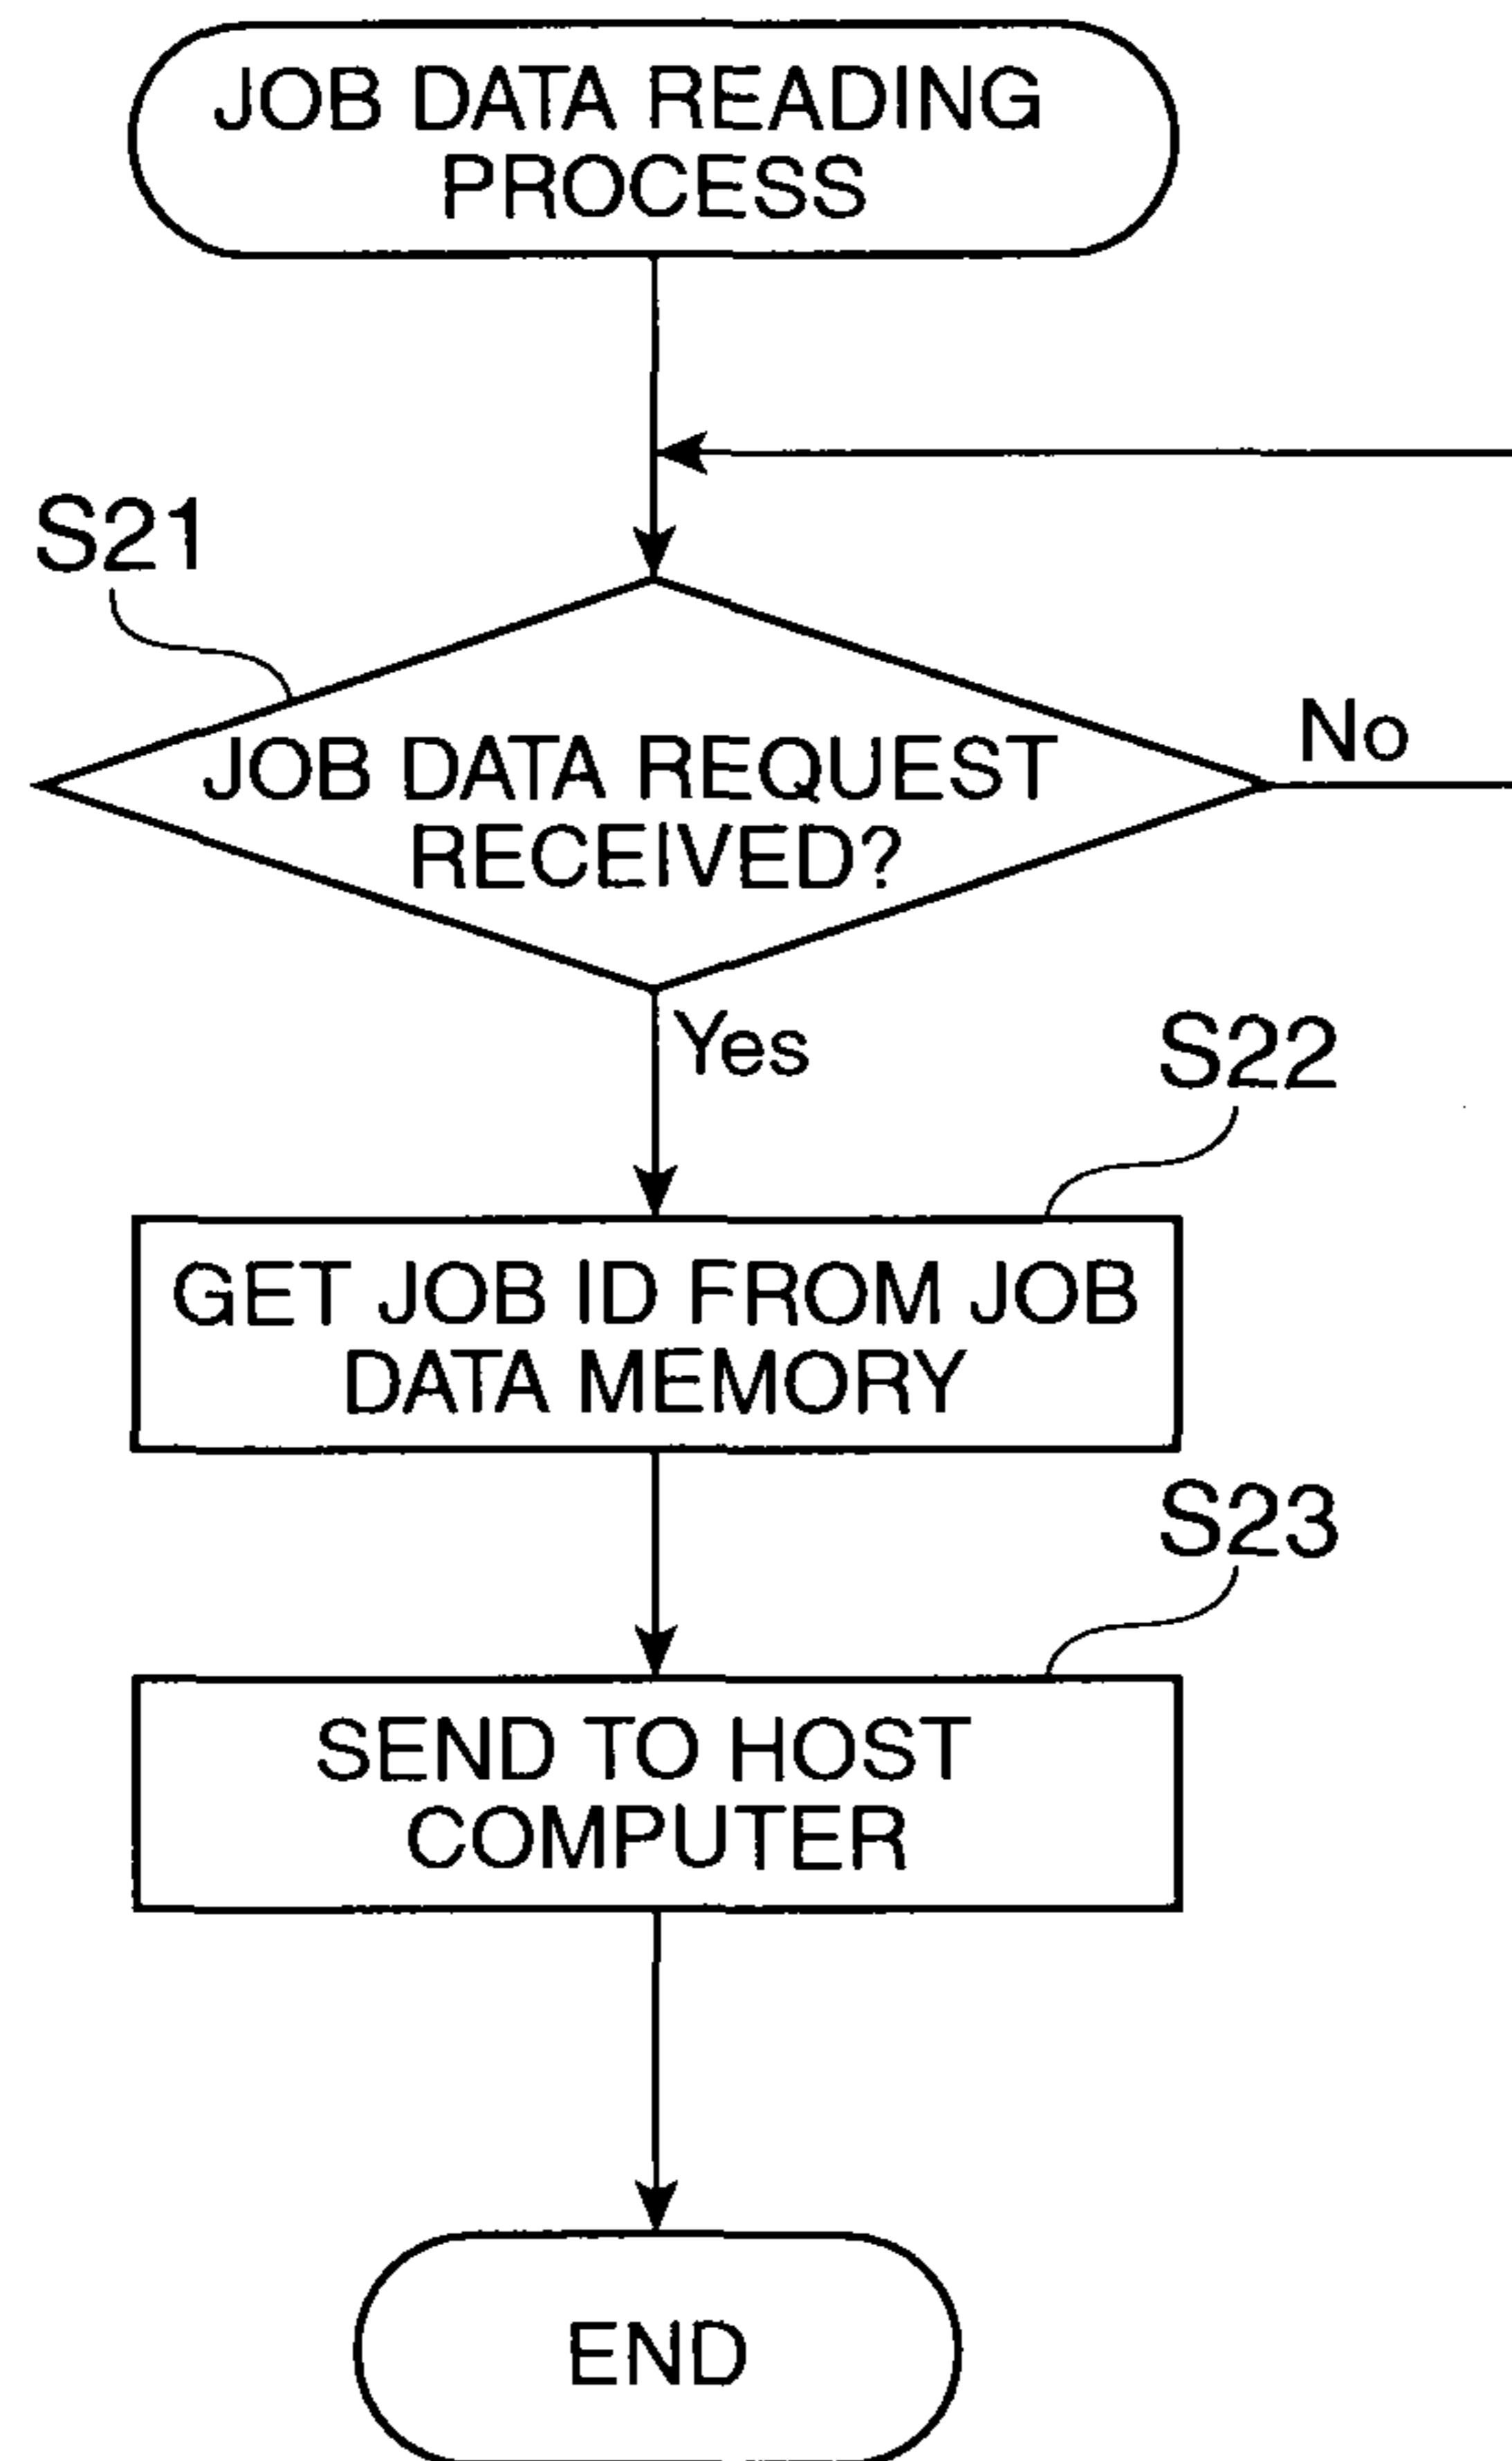 JOB DATA READING
PROCESS
S21
JOB DATA REQUEST
RECEIVED?
No
Yes
S22
GET JOB ID FROM JOB
DATA MEMORY
S23
SEND TO HOST
COMPUTER
END